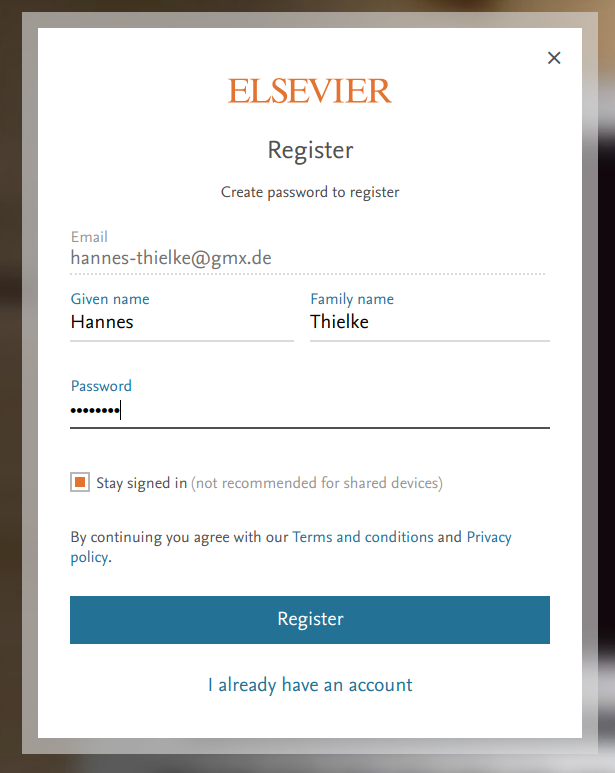 ELSEVIER
Register
Create password to register
Email
hannes-thielke@gmx.de
Given name
Family name
Hannes
Thielke
Password
••••••••
Stay signed in (not recommended for shared devices)
By continuing you agree with our Terms and conditions and Privacy
policy.
Register
I already have an account